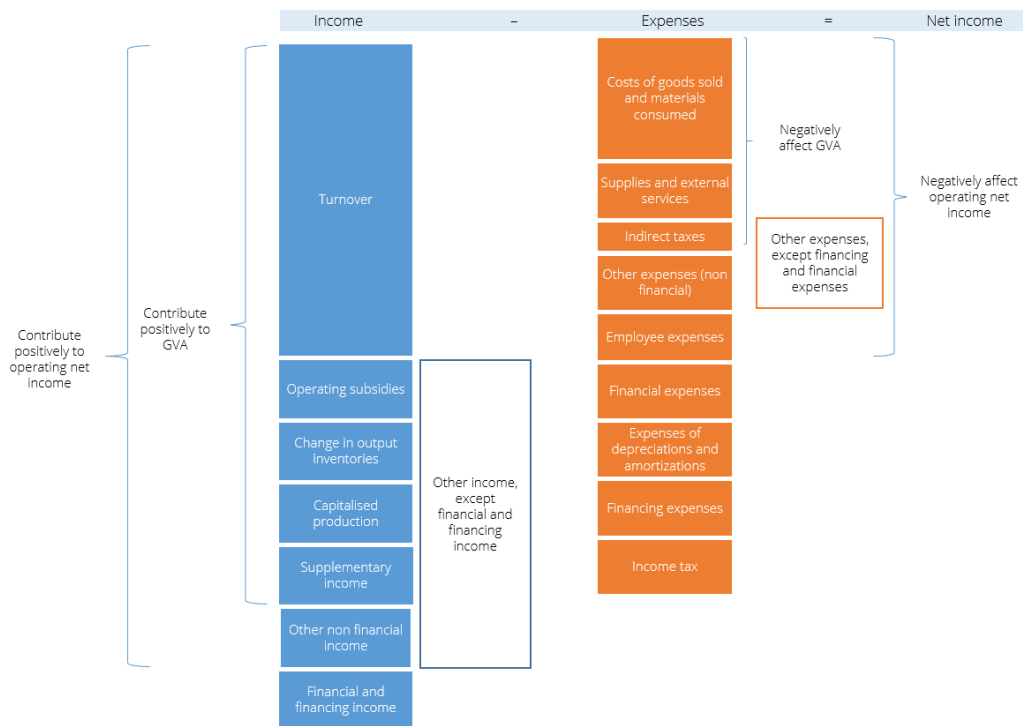 Income – Expenses = Net income
Contribute
positively to
operating net
income
Contribute
positively to
GVA
Turnover
Operating subsidies
Change in output
inventories
Capitalised
production
Supplementary
income
Other non financial
income
Financial and
financing income
Other income,
except
financial and
financing
income
Costs of goods sold
and materials
consumed
Supplies and external
services
Indirect taxes
Other expenses (non
financial)
Employee expenses
Financial expenses
Expenses of
depreciations and
amortizations
Financing expenses
Income tax
Negatively
affect GVA
Other expenses,
except financing
and financial
expenses
Negatively affect
operating net
income